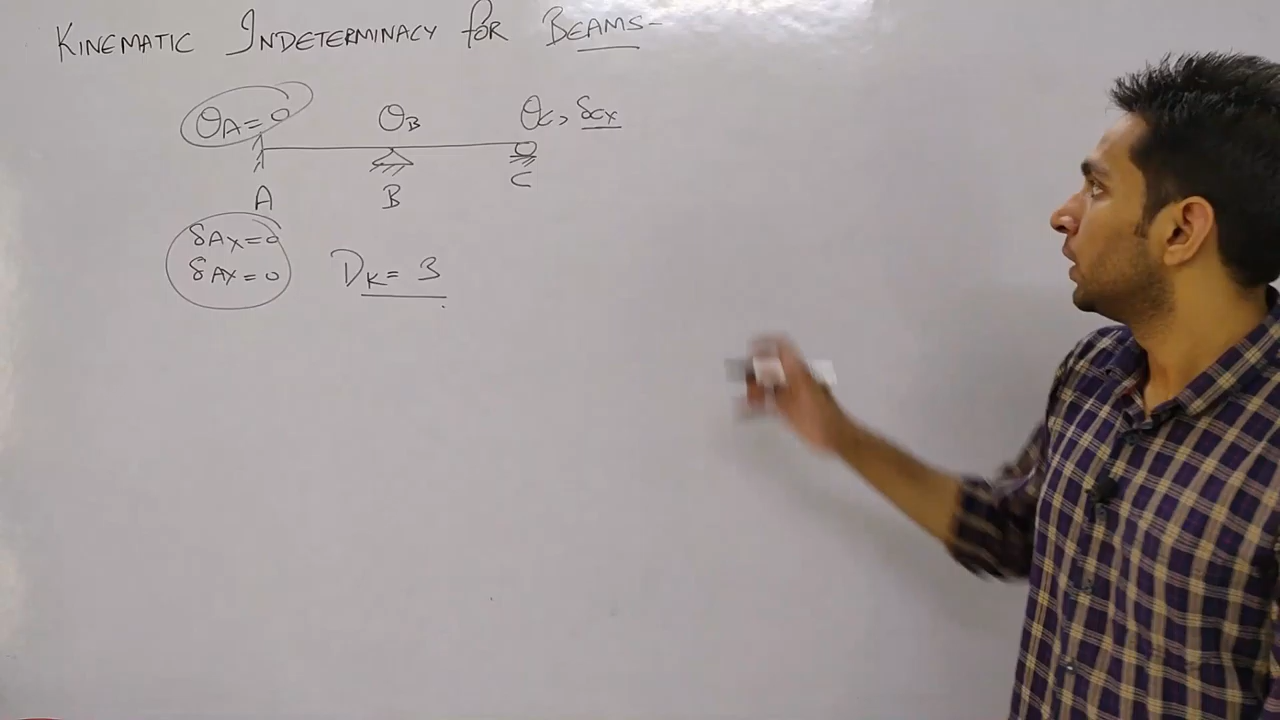 KINEMATIC INDETERMINACY for BEAMS-
θA=0 θB θC, δCX
A B C
δAX=0
δAY=0 DK= 3